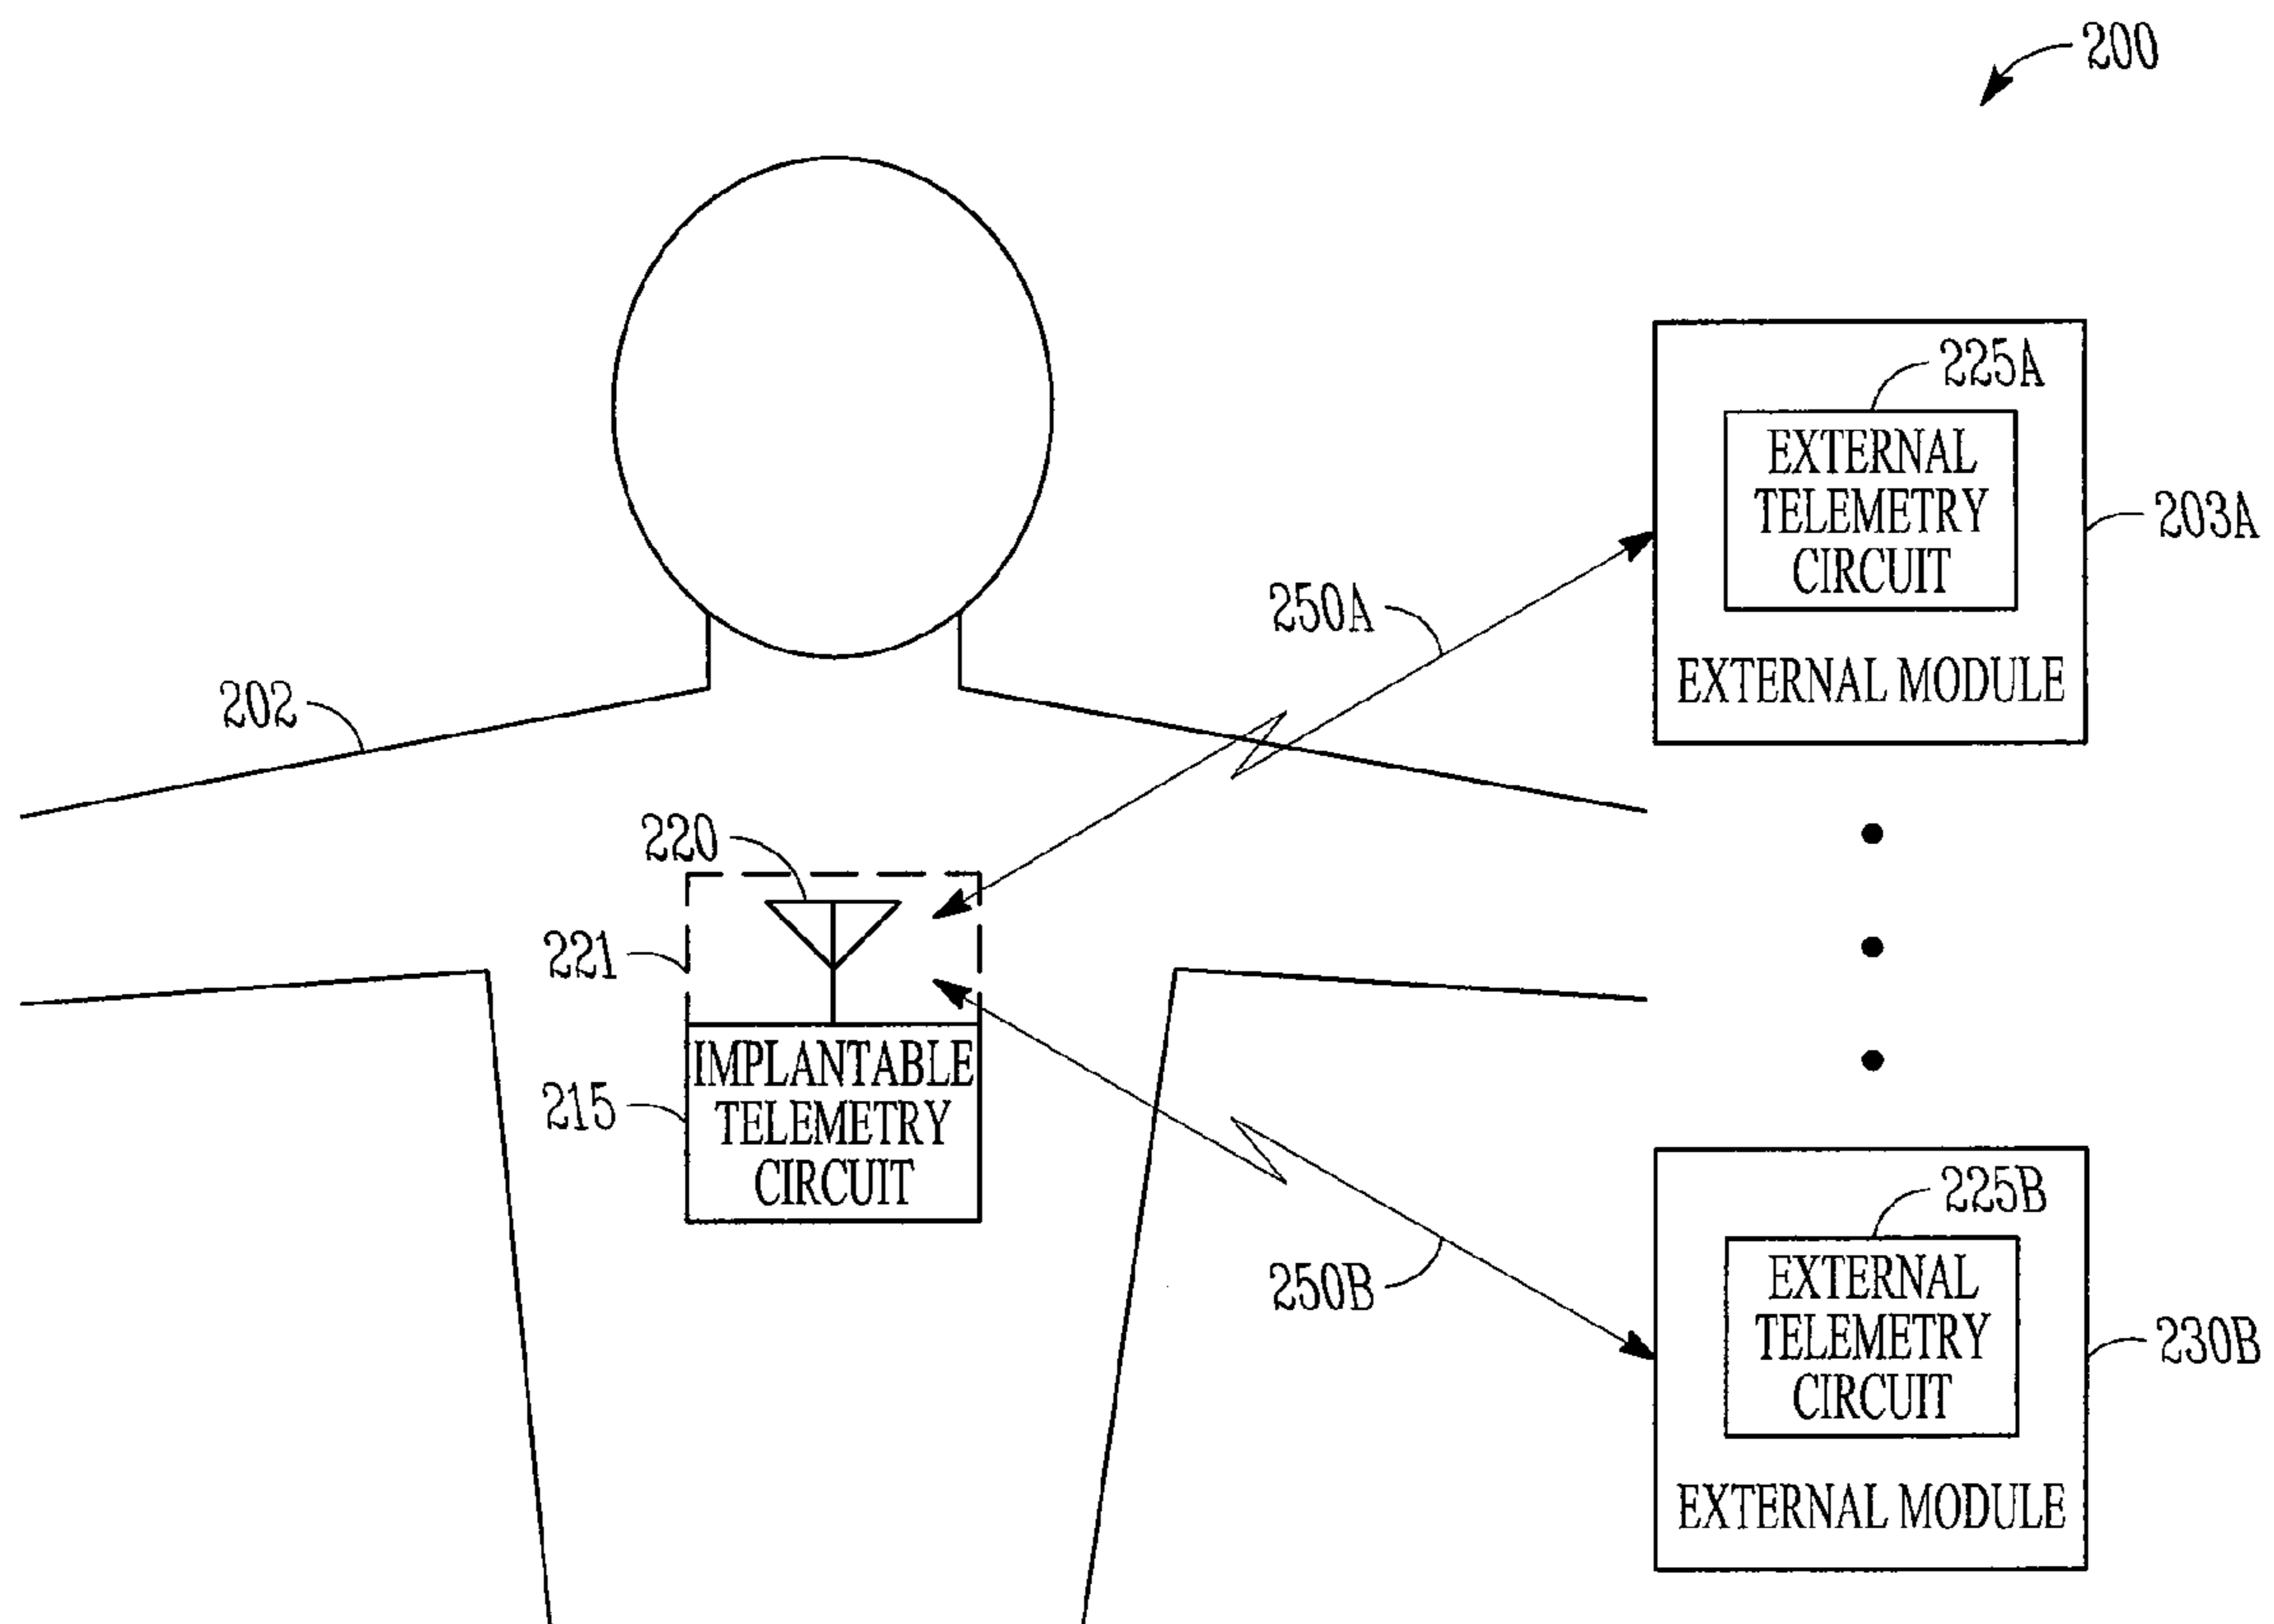 200
225A
EXTERNAL
TELEMETRY
CIRCUIT
203A
EXTERNAL MODULE
250A
202
220
221
IMPLANTABLE
TELEMETRY
CIRCUIT
215
250B
225B
EXTERNAL
TELEMETRY
CIRCUIT
230B
EXTERNAL MODULE